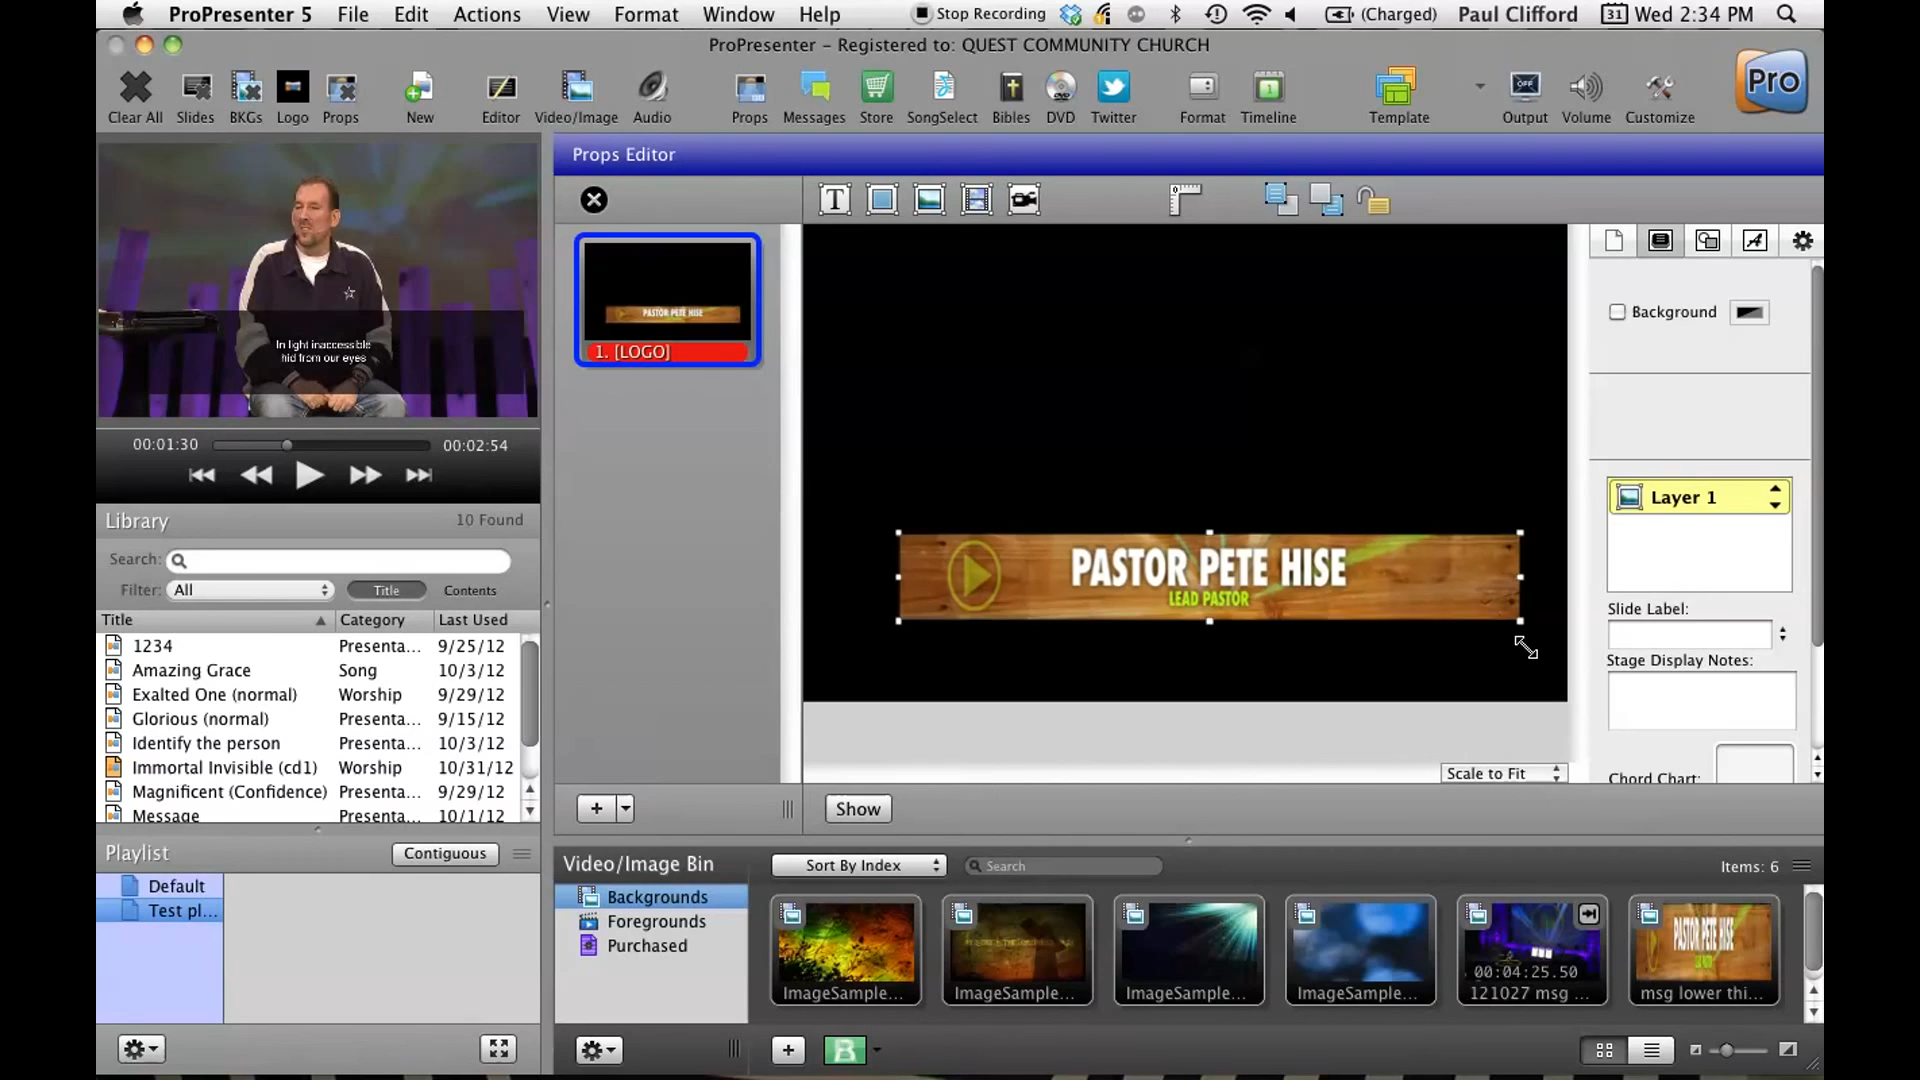 ProPresenter 5 File Edit Actions View Format Window Help Stop Recording (Charged) Paul Clifford 31 Wed 2:34 PM
ProPresenter – Registered to: QUEST COMMUNITY CHURCH
Clear All Slides BKGs Logo Props New Editor Video/Image Audio Props Messages Store SongSelect Bibles DVD Twitter Format Timeline Template Output Volume Customize
OFF
1
Pro
Props Editor
T
A
PASTOR PETE HISE
1. [LOGO]
Background
In light inaccessible
hid from our eyes
00:01:30 00:02:54
Library 10 Found
Search:
Filter: All Title Contents
Title Category Last Used
1234 Presenta... 9/25/12
Amazing Grace Song 10/3/12
Exalted One (normal) Worship 9/29/12
Glorious (normal) Presenta... 9/15/12
Identify the person Presenta... 10/3/12
Immortal Invisible (cd1) Worship 10/31/12
Magnificent (Confidence) Presenta... 9/29/12
Message Presenta... 10/1/12
PASTOR PETE HISE
LEAD PASTOR
Layer 1
Slide Label:
Stage Display Notes:
Chord Chart:
Scale to Fit
Show
Playlist Contiguous
Default
Test pl...
Video/Image Bin Sort By Index Search Items: 6
Backgrounds
Foregrounds
Purchased
ImageSample... ImageSample... ImageSample... ImageSample... 00:04:25.50
121027 msg ...
PASTOR PETE HISE
msg lower thi...